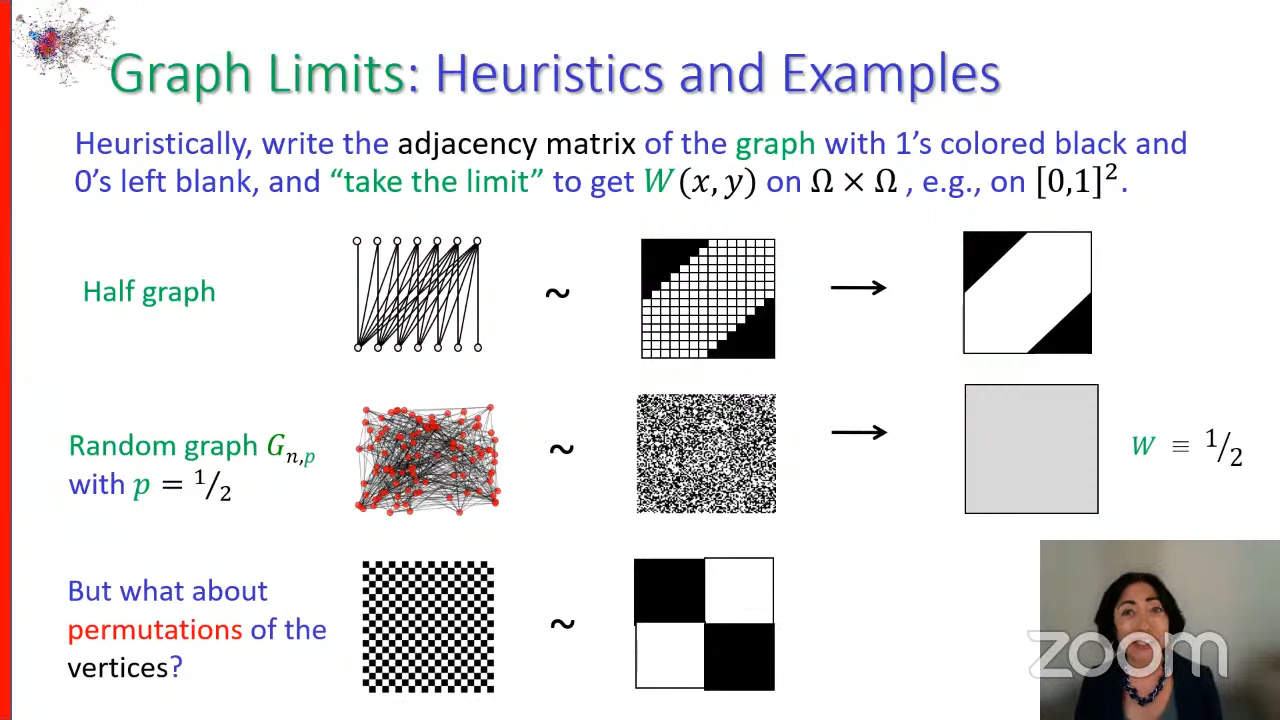 Graph Limits: Heuristics and Examples
Heuristically, write the adjacency matrix of the graph with 1's colored black and
0's left blank, and “take the limit” to get W(x, y) on Ω × Ω , e.g., on [0,1]².
Half graph
~
Random graph Gₙ,ₚ
with p = ¹/₂
~
W ≡ ¹/₂
But what about
permutations of the
vertices?
~
zoom